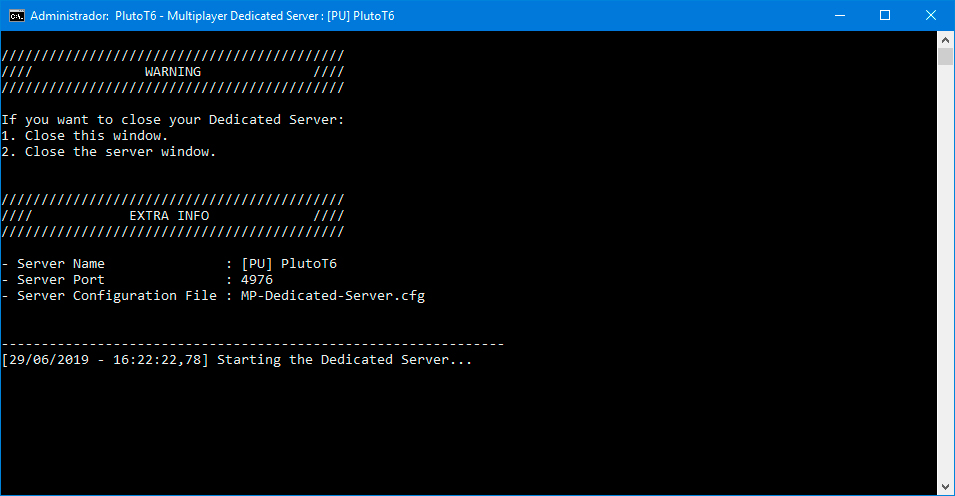 Administrador:  PlutoT6 - Multiplayer Dedicated Server : [PU] PlutoT6
///////////////////////////////////////////
////              WARNING              ////
///////////////////////////////////////////
If you want to close your Dedicated Server:
1. Close this window.
2. Close the server window.
///////////////////////////////////////////
////            EXTRA INFO             ////
///////////////////////////////////////////
- Server Name               : [PU] PlutoT6
- Server Port               : 4976
- Server Configuration File : MP-Dedicated-Server.cfg
---------------------------------------------------------------
[29/06/2019 - 16:22:22,78] Starting the Dedicated Server...